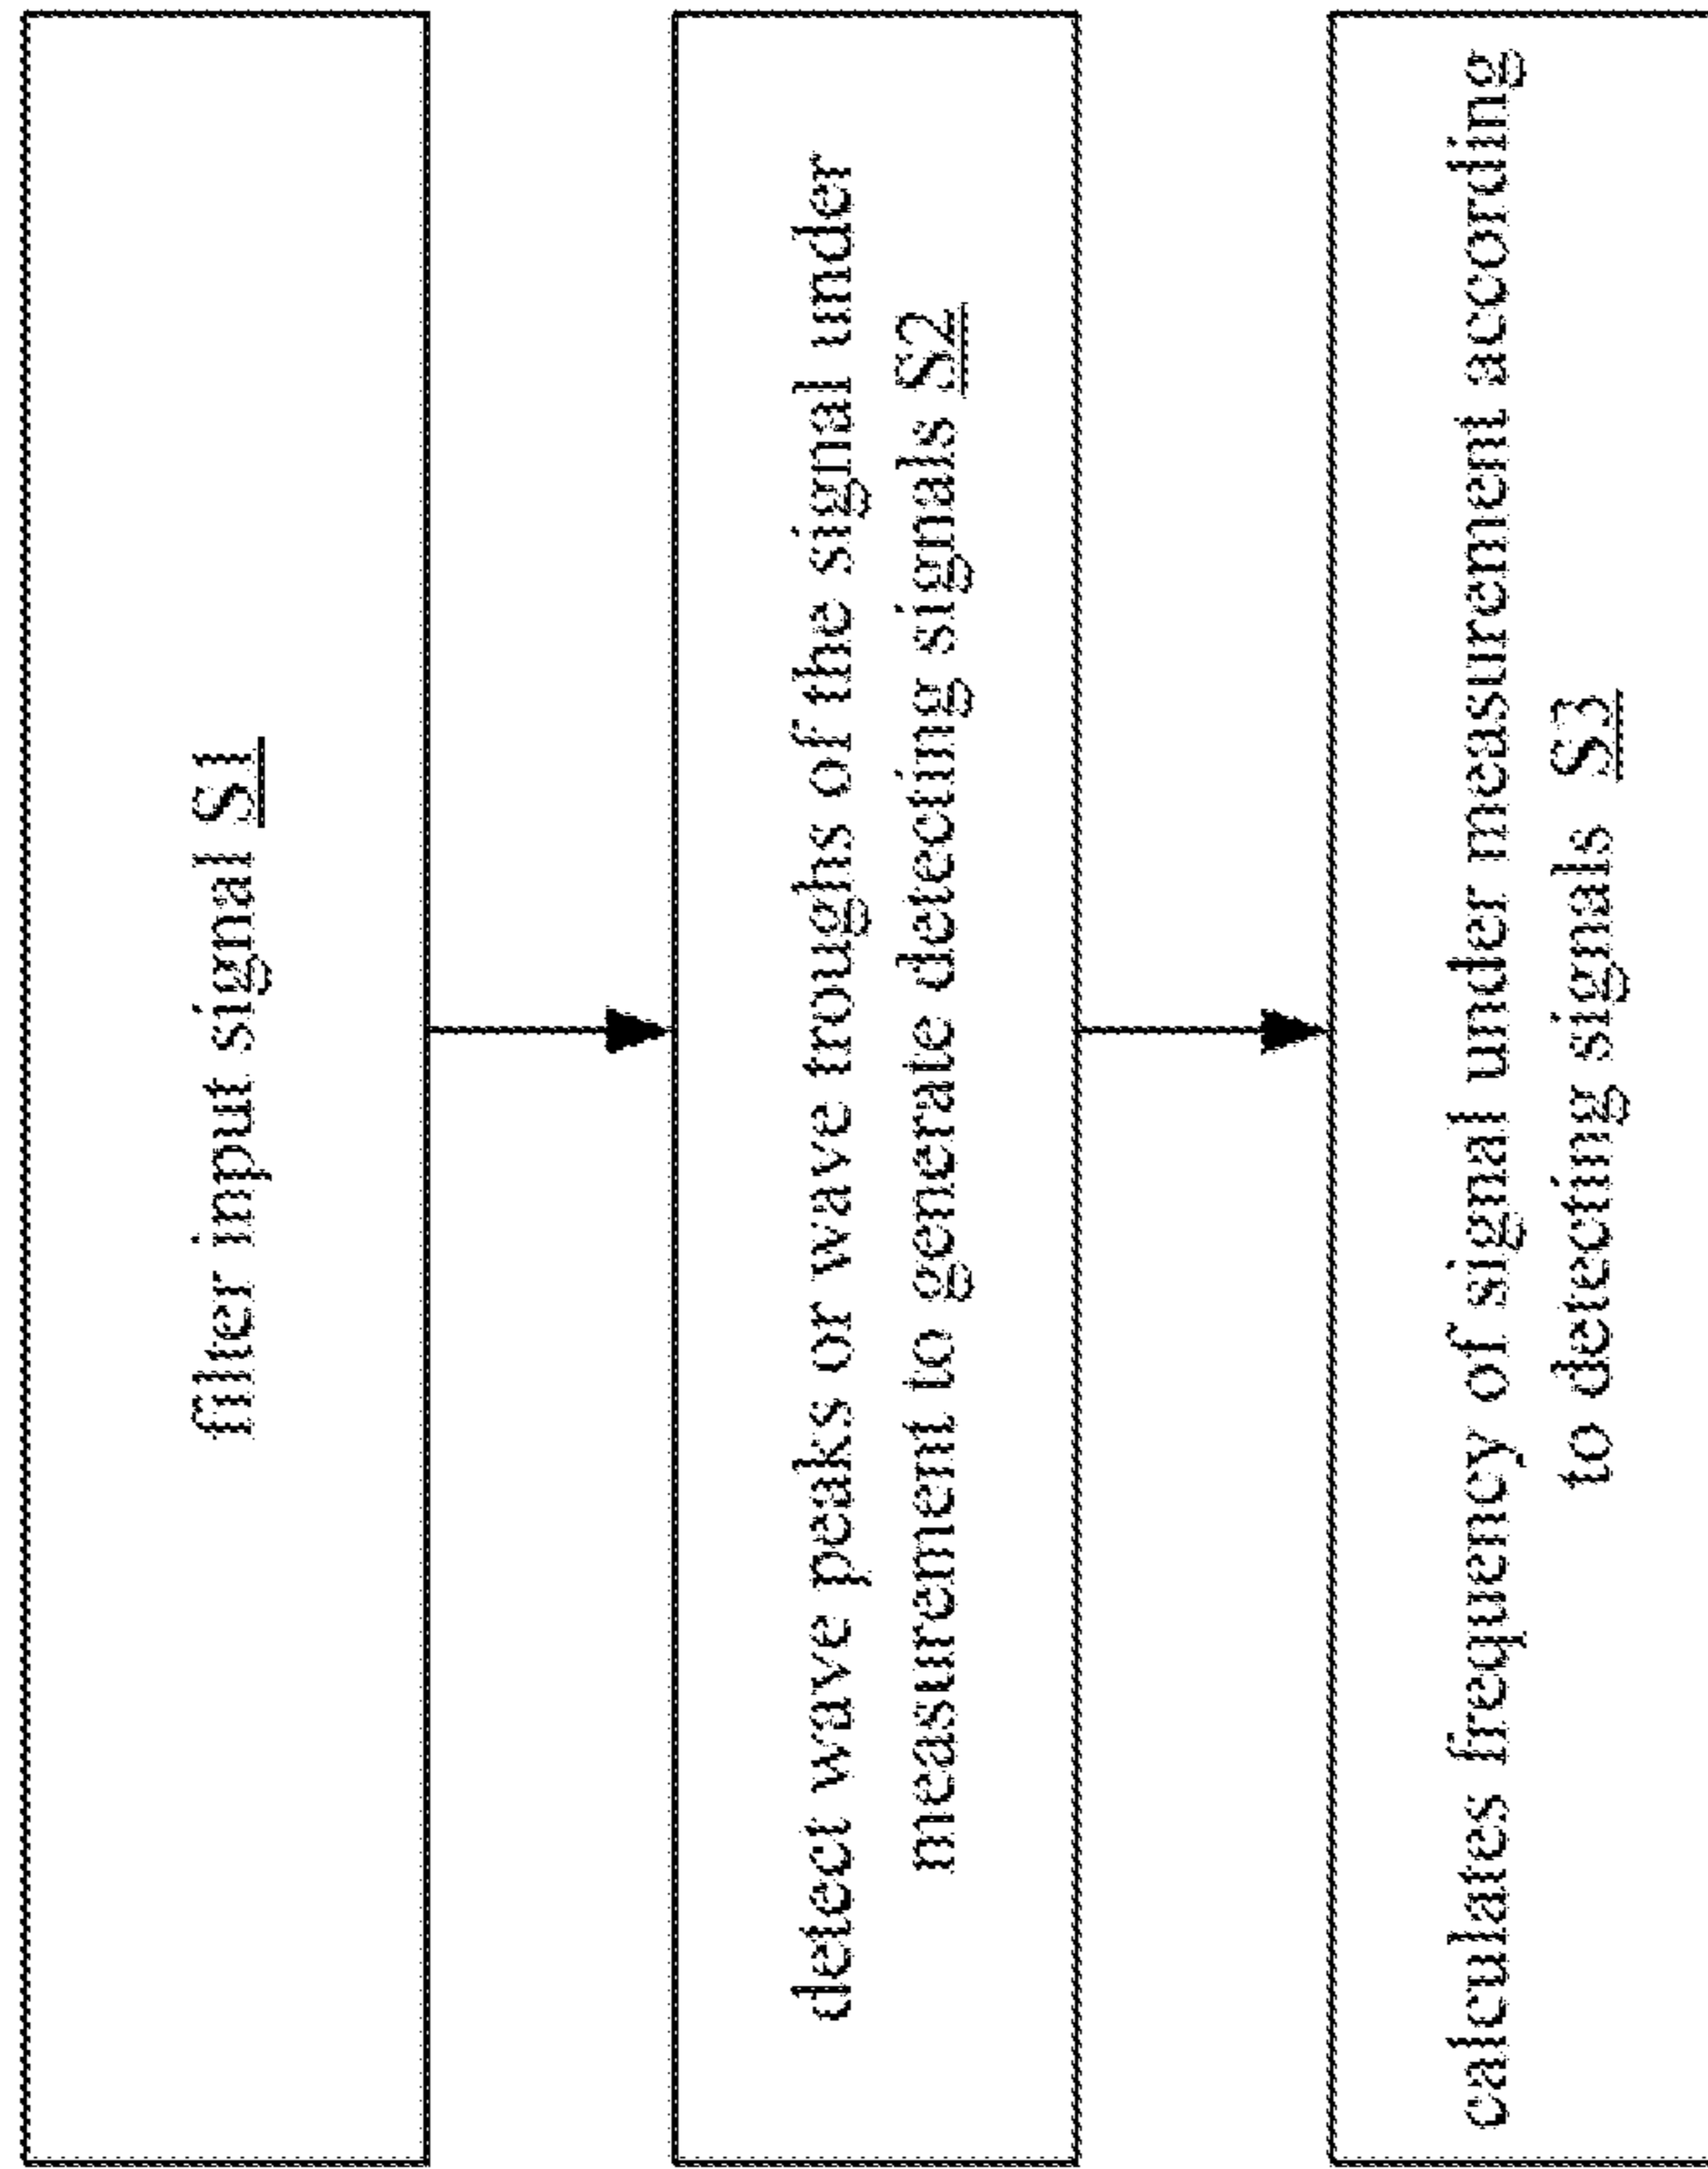 filter input signal S1
detect wave peaks or wave troughs of the signal under
measurement to generate detecting signals S2
calculates frequency of signal under measurement according
to detecting signals S3